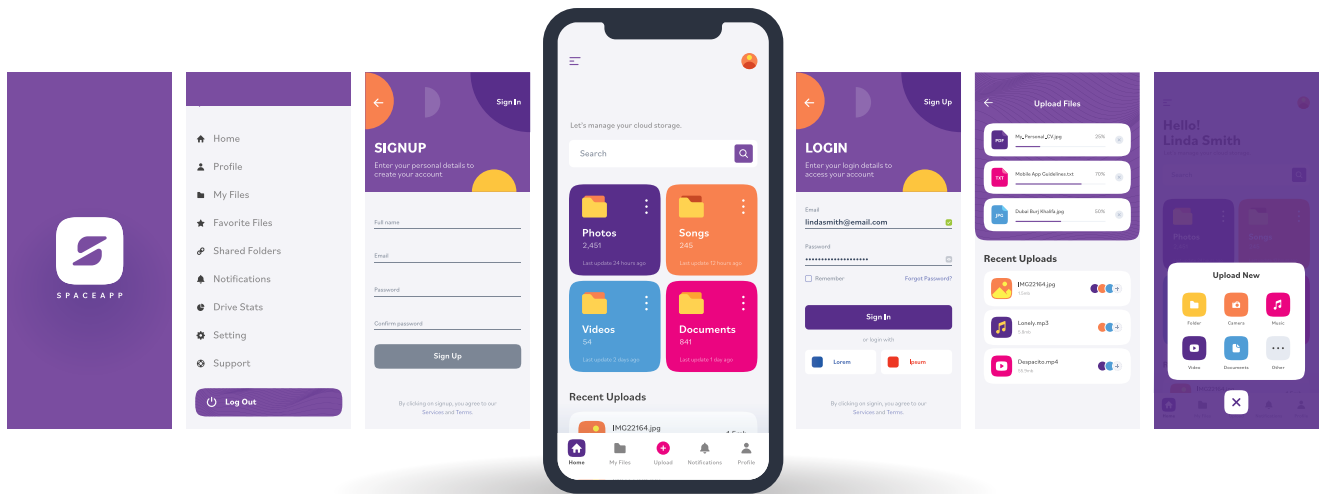 SPACEAPP
Home
Profile
My Files
Favorite Files
Shared Folders
Notifications
Drive Stats
Setting
Support
Log Out
Sign In
SIGNUP
Enter your personal details to
create your account
Full name
Email
Password
Confirm password
Sign Up
By clicking on signup, you agree to our
Services and Terms.
Let's manage your cloud storage.
Search
Photos
2,451
Last update 24 hours ago
Songs
245
Last update 12 hours ago
Videos
54
Last update 2 days ago
Documents
841
Last update 1 day ago
Recent Uploads
IMG22164.jpg
Home
My Files
Upload
Notifications
Profile
Sign Up
LOGIN
Enter your login details to
access your account
Email
lindasmith@email.com
Password
Remember
Forgot Password?
Sign In
or login with
Lorem
Ipsum
By clicking on signin, you agree to our
Services and Terms.
Upload Files
PDF
My_Personal_CV.jpg
25%
TXT
Mobile App Guidelines.txt
70%
JPG
Dubai Burj Khalifa.jpg
50%
Recent Uploads
IMG22164.jpg
Lonely.mp3
Despacito.mp4
Hello!
Linda Smith
Photos
Songs
Upload New
Folder
Camera
Music
Video
Documents
Other